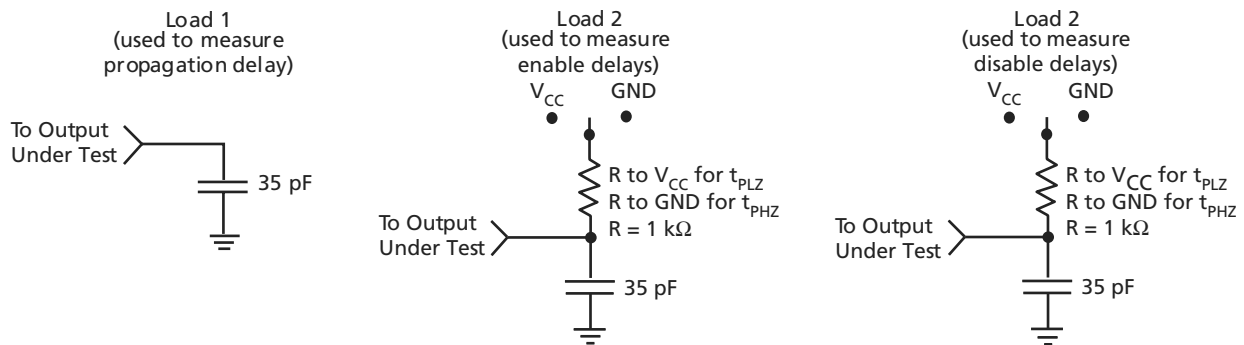 Load 1
(used to measure
propagation delay)
To Output
Under Test
35 pF
Load 2
(used to measure
enable delays)
VCC
GND
R to VCC for tPLZ
R to GND for tPHZ
R = 1 kΩ
To Output
Under Test
35 pF
Load 2
(used to measure
disable delays)
VCC
GND
R to VCC for tPLZ
R to GND for tPHZ
R = 1 kΩ
To Output
Under Test
35 pF